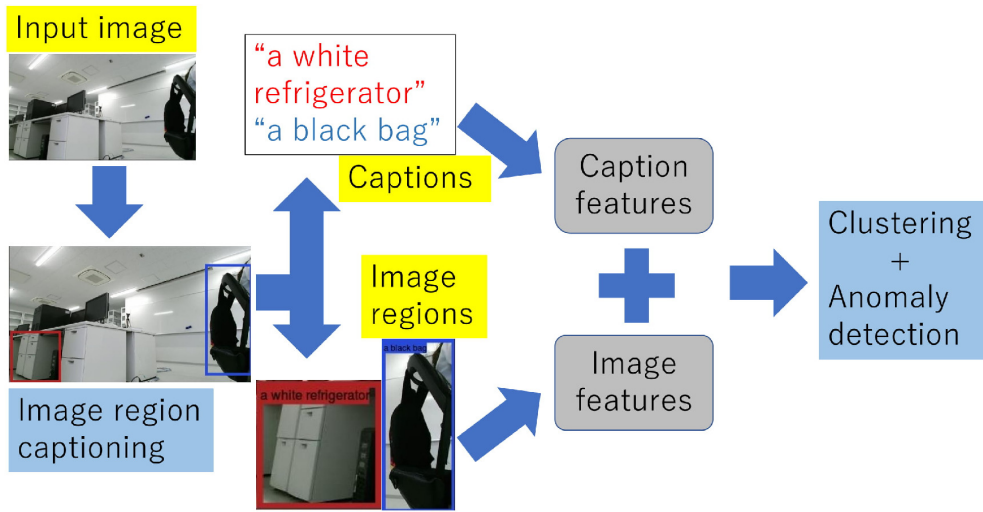 Input image
“a white
refrigerator”
“a black bag”
Captions
Caption
features
Clustering
+
Anomaly
detection
Image
regions
Image region
captioning
a white refrigerator
a black bag
Image
features